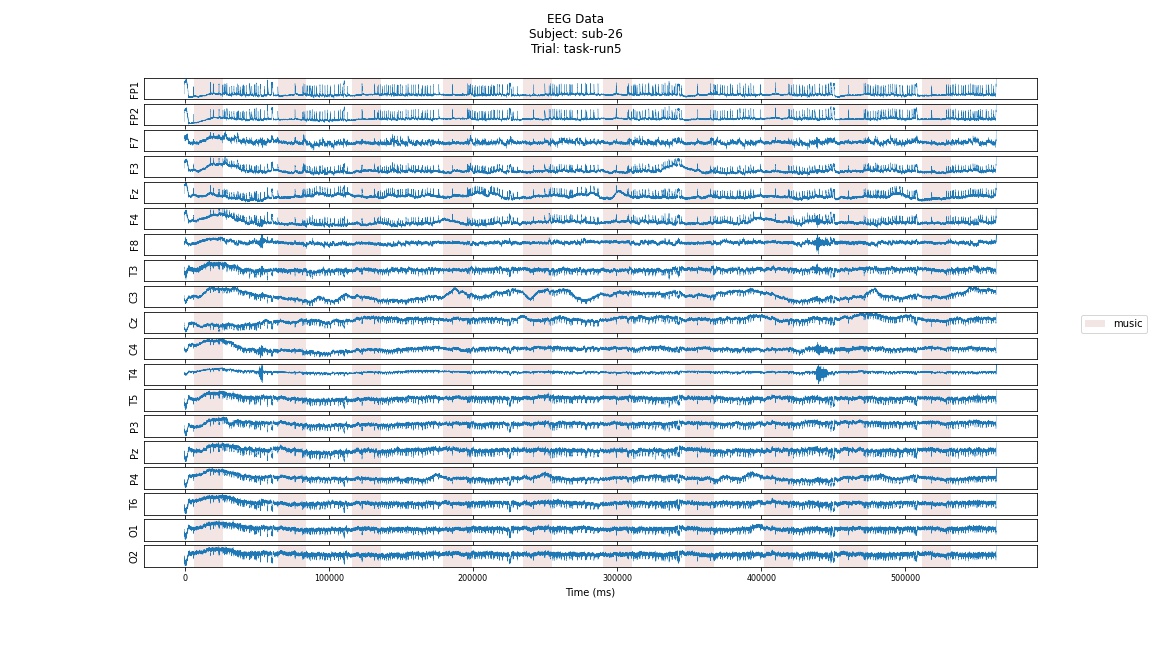 EEG Data
Subject: sub-26
Trial: task-run5
FP1
FP2
F7
F3
Fz
F4
F8
T3
C3
Cz
C4
T4
T5
P3
Pz
P4
T6
O1
O2
music
0 100000 200000 300000 400000 500000
Time (ms)